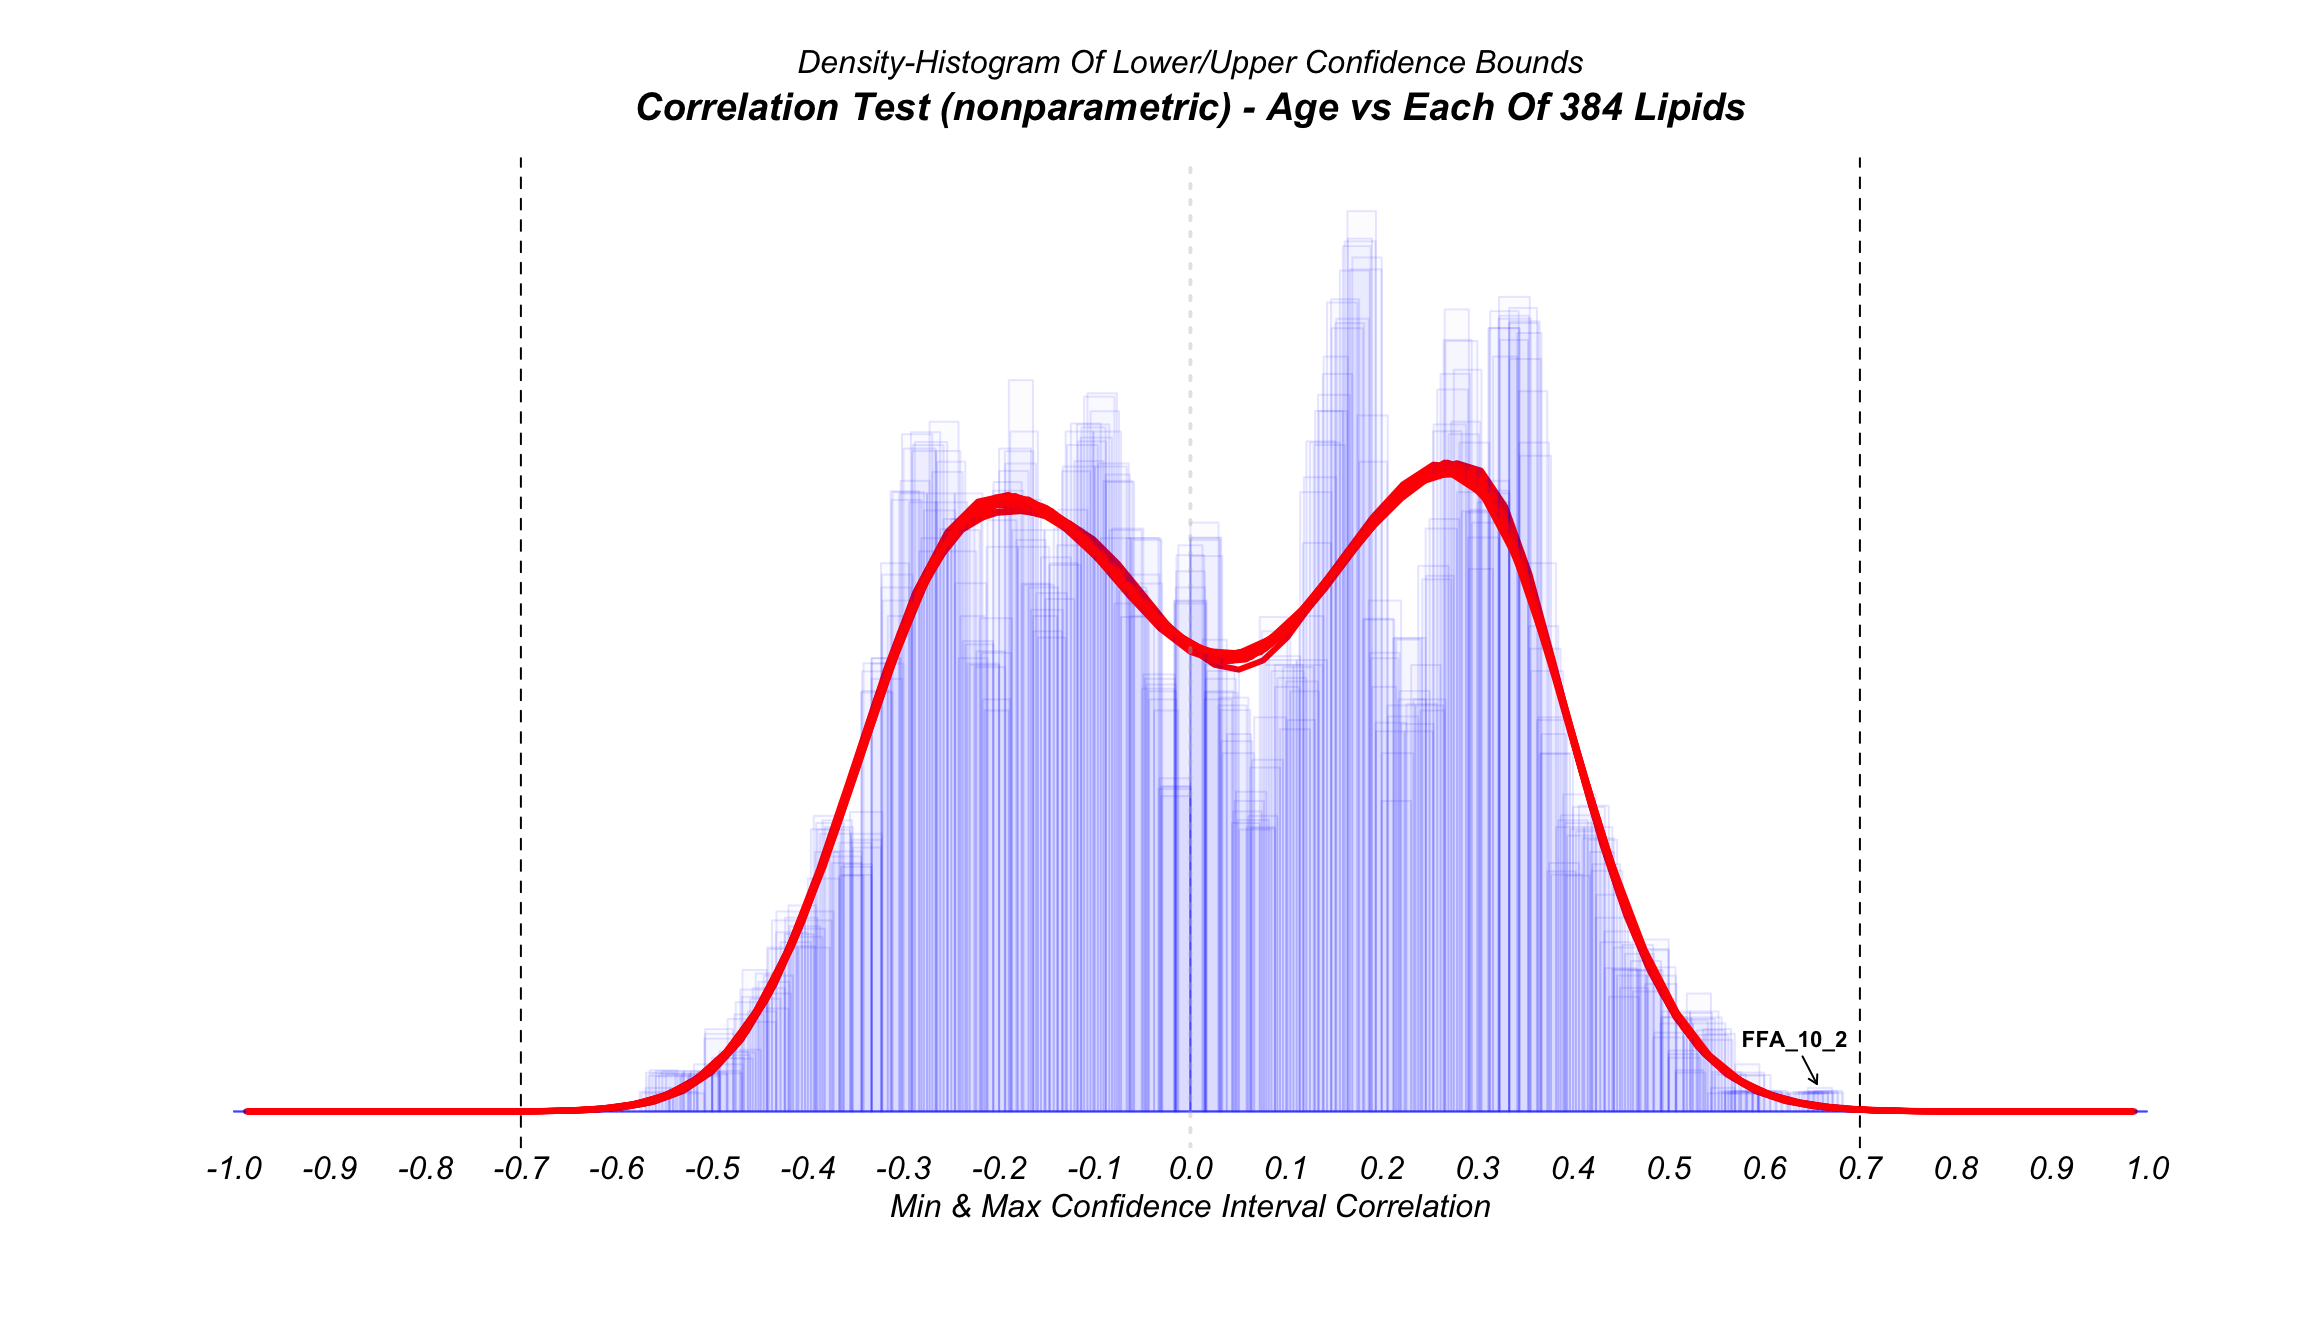 Density-Histogram Of Lower/Upper Confidence Bounds
Correlation Test (nonparametric) - Age vs Each Of 384 Lipids
FFA_10_2
-1.0 -0.9 -0.8 -0.7 -0.6 -0.5 -0.4 -0.3 -0.2 -0.1 0.0 0.1 0.2 0.3 0.4 0.5 0.6 0.7 0.8 0.9 1.0
Min & Max Confidence Interval Correlation